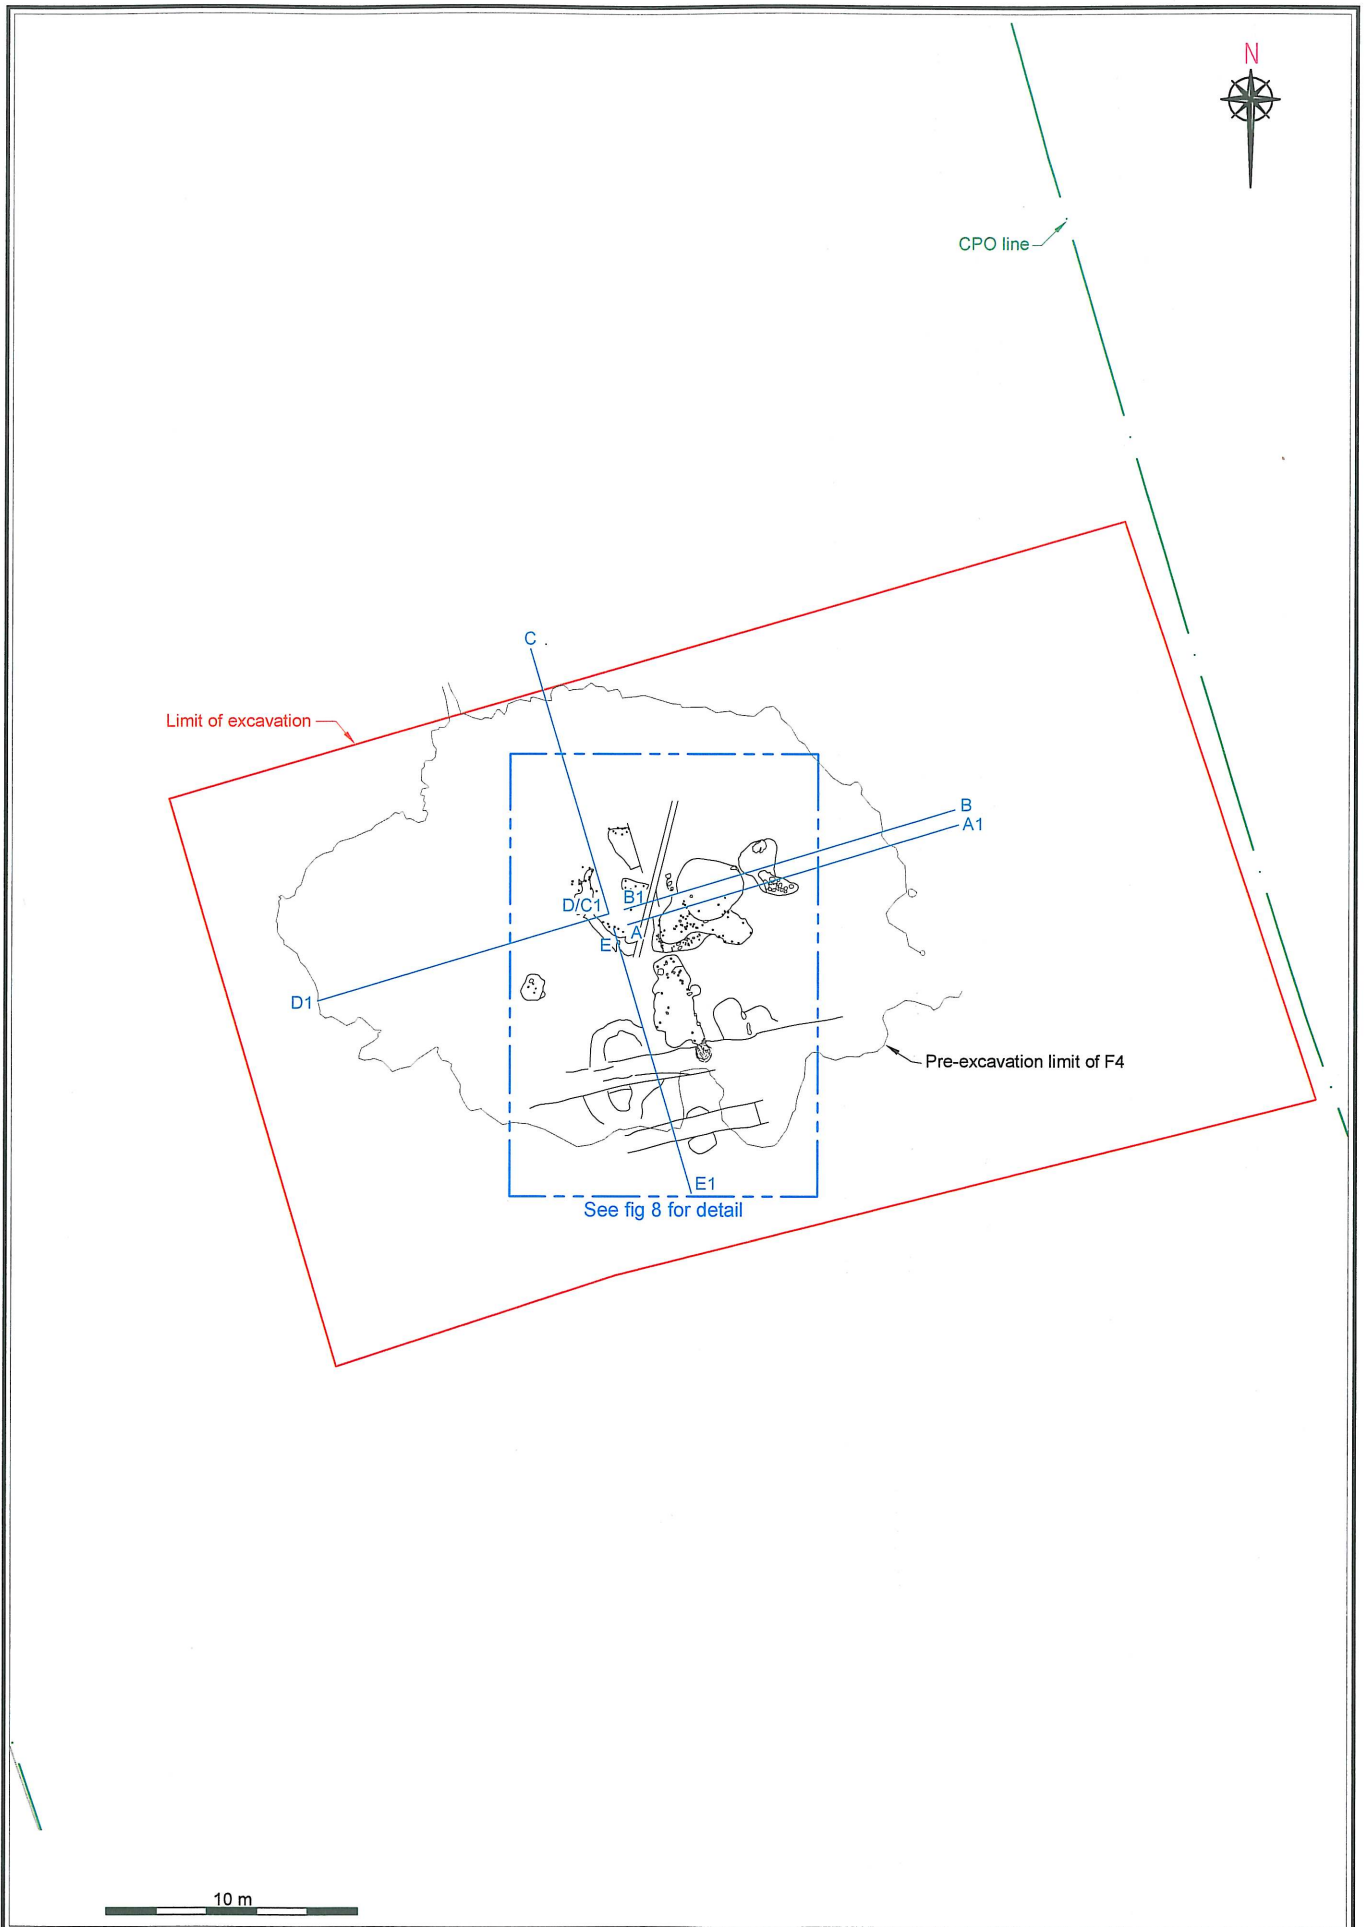 N
CPO line
C
Limit of excavation
B
A1
B1
D/C1
A
E
D1
Pre-excavation limit of F4
E1
See fig 8 for detail
10 m